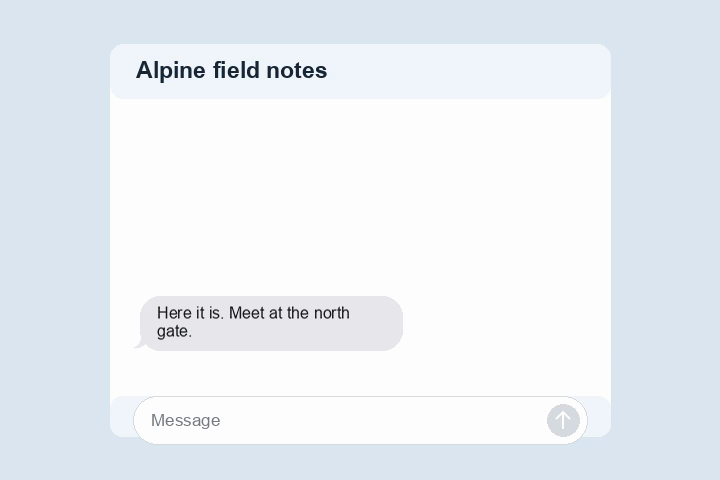 Alpine field notes
Here it is. Meet at the north
gate.
Message